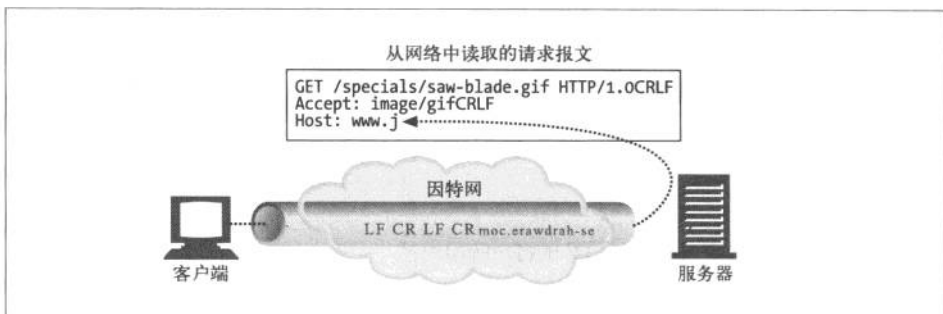 从网络中读取的请求报文
GET /specials/saw-blade.gif HTTP/1.0CRLF
Accept: image/gifCRLF
Host: www.j
因特网
LF CR LF CR moc.erawdrah-se
客户端
服务器